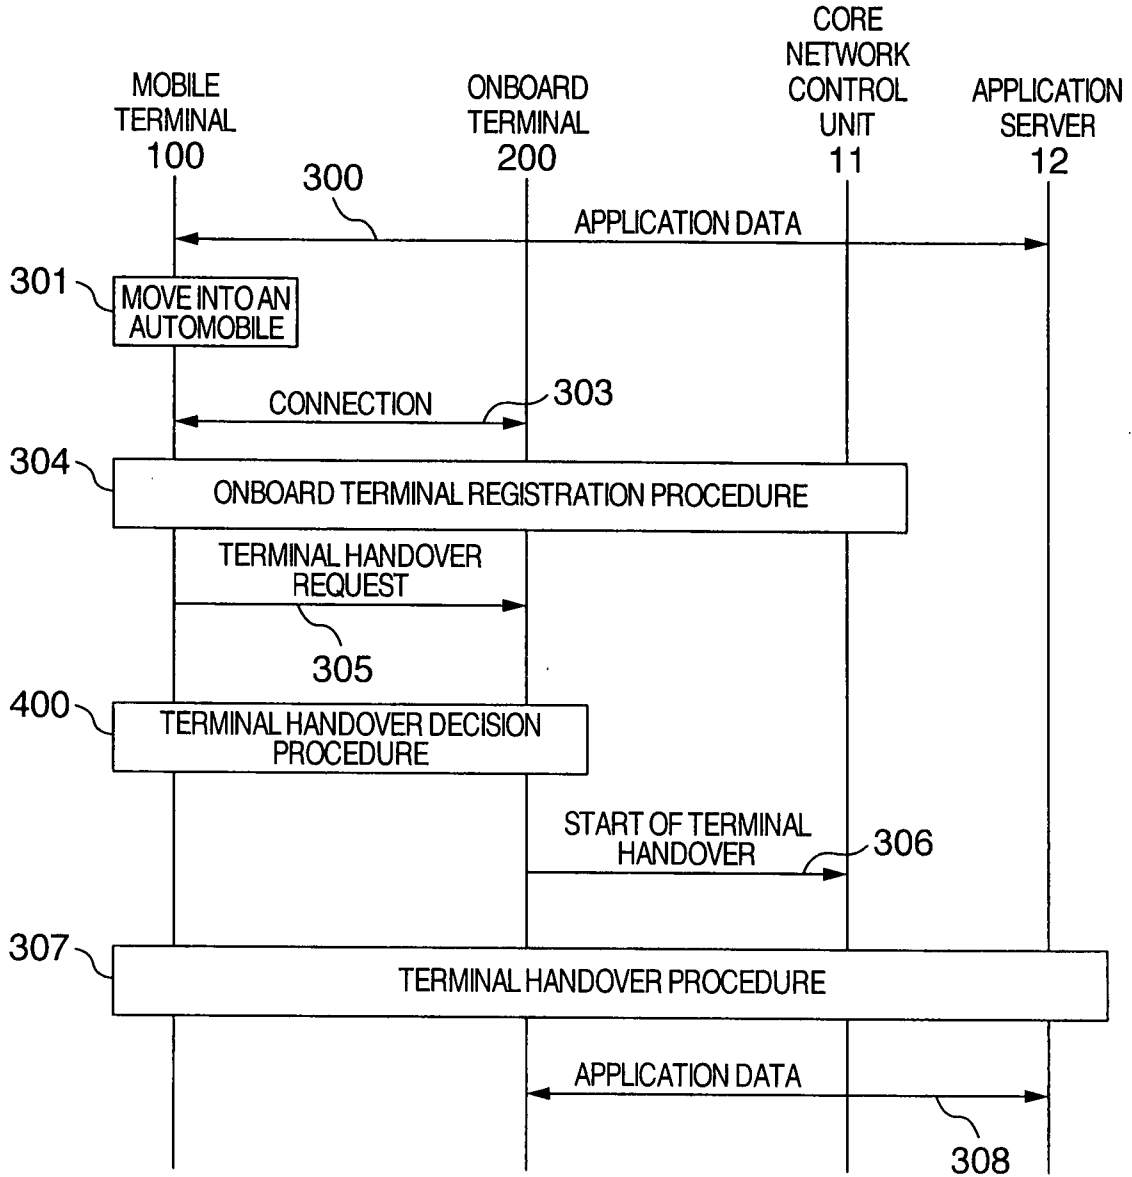 MOBILE
TERMINAL
100
ONBOARD
TERMINAL
200
CORE
NETWORK
CONTROL
UNIT
11
APPLICATION
SERVER
12
300
APPLICATION DATA
301
MOVE INTO AN
AUTOMOBILE
CONNECTION
303
304
ONBOARD TERMINAL REGISTRATION PROCEDURE
TERMINAL HANDOVER
REQUEST
305
400
TERMINAL HANDOVER DECISION
PROCEDURE
START OF TERMINAL
HANDOVER
306
307
TERMINAL HANDOVER PROCEDURE
APPLICATION DATA
308